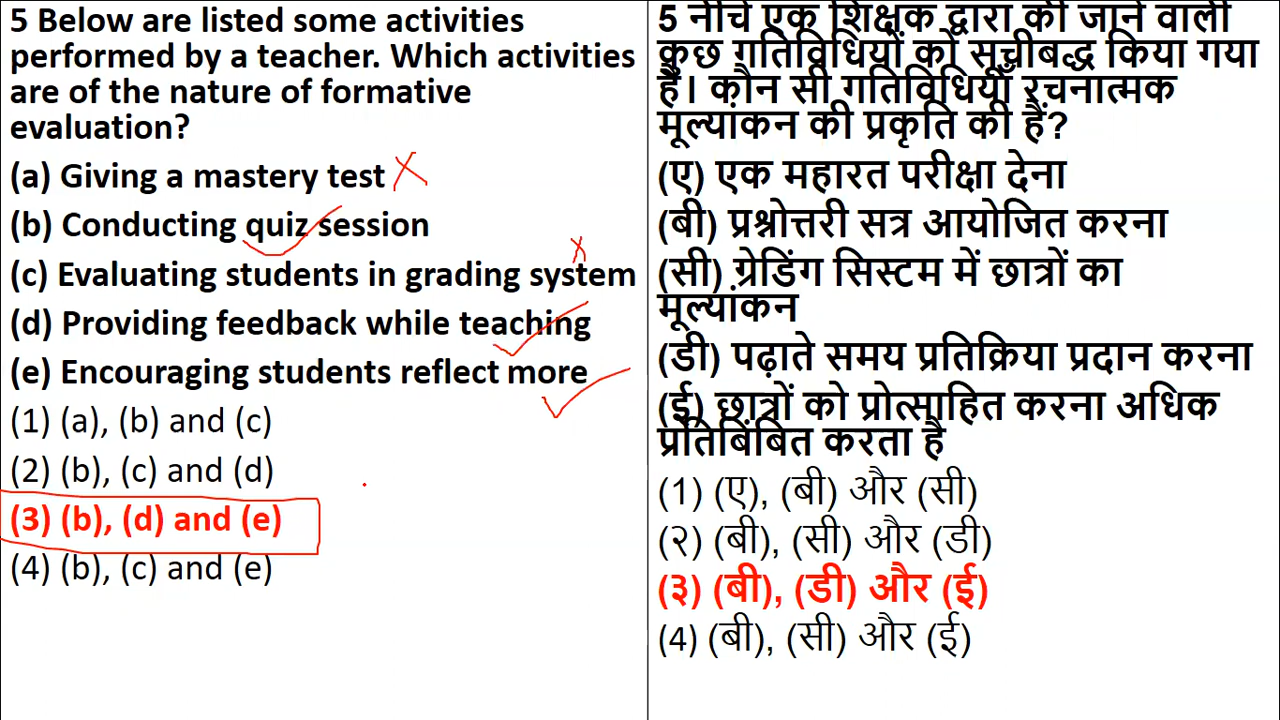 5 Below are listed some activities
performed by a teacher. Which activities
are of the nature of formative
evaluation?
(a) Giving a mastery test
(b) Conducting quiz session
(c) Evaluating students in grading system
(d) Providing feedback while teaching
(e) Encouraging students reflect more
(1) (a), (b) and (c)
(2) (b), (c) and (d)
(3) (b), (d) and (e)
(4) (b), (c) and (e)
5 नीचे एक शिक्षक द्वारा की जाने वाली
कुछ गतिविधियों को सूचीबद्ध किया गया
है। कौन सी गतिविधियाँ रचनात्मक
मूल्यांकन की प्रकृति की हैं?
(ए) एक महारत परीक्षा देना
(बी) प्रश्नोत्तरी सत्र आयोजित करना
(सी) ग्रेडिंग सिस्टम में छात्रों का
मूल्यांकन
(डी) पढ़ाते समय प्रतिक्रिया प्रदान करना
(ई) छात्रों को प्रोत्साहित करना अधिक
प्रतिबिंबित करता है
(1) (ए), (बी) और (सी)
(२) (बी), (सी) और (डी)
(३) (बी), (डी) और (ई)
(4) (बी), (सी) और (ई)